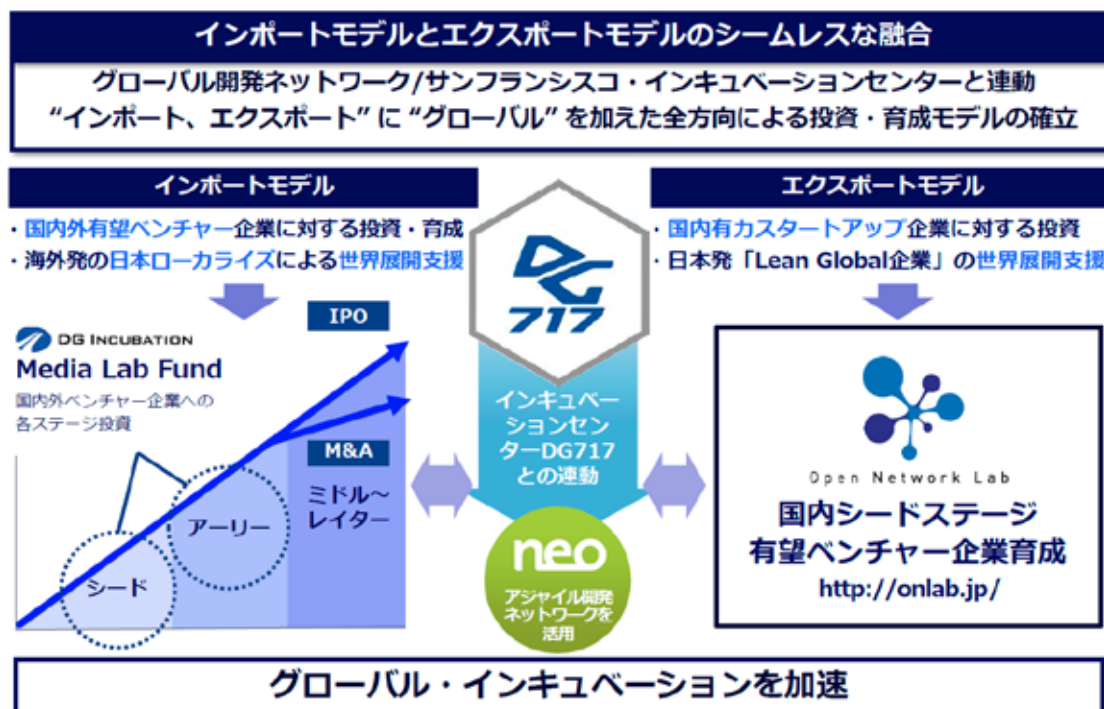 インポートモデルとエクスポートモデルのシームレスな融合
グローバル開発ネットワーク/サンフランシスコ・インキュベーションセンターと連動
“インポート、エクスポート” に “グローバル” を加えた全方向による投資・育成モデルの確立
インポートモデル
・国内外有望ベンチャー企業に対する投資・育成
・海外発の日本ローカライズによる世界展開支援
DG INCUBATION
Media Lab Fund
国内外ベンチャー企業への
各ステージ投資
IPO
M&A
ミドル～
レイター
アーリー
シード
DG
717
インキュベー
ションセン
ターDG717
との連動
neo
アジャイル開発
ネットワークを
活用
エクスポートモデル
・国内有力スタートアップ企業に対する投資
・日本発「Lean Global企業」の世界展開支援
Open Network Lab
国内シードステージ
有望ベンチャー企業育成
http://onlab.jp/
グローバル・インキュベーションを加速